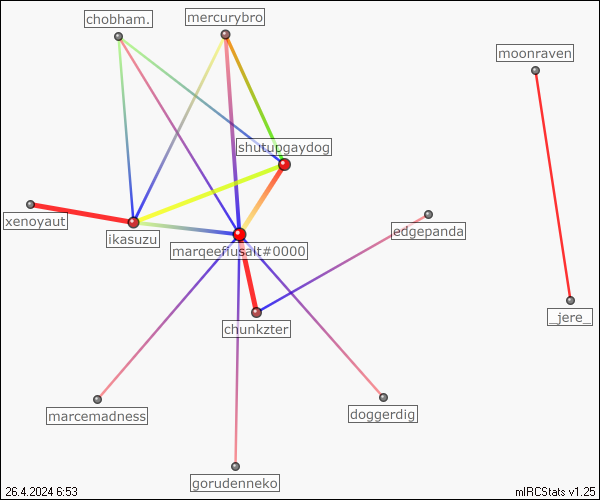 chobham.
mercurybro
moonraven
shutupgaydog
xenoyaut
ikasuzu
edgepanda
marqeefiusalt#0000
_jere_
chunkzter
marcemadness
doggerdig
gorudenneko
26.4.2024 6:53
mIRCStats v1.25